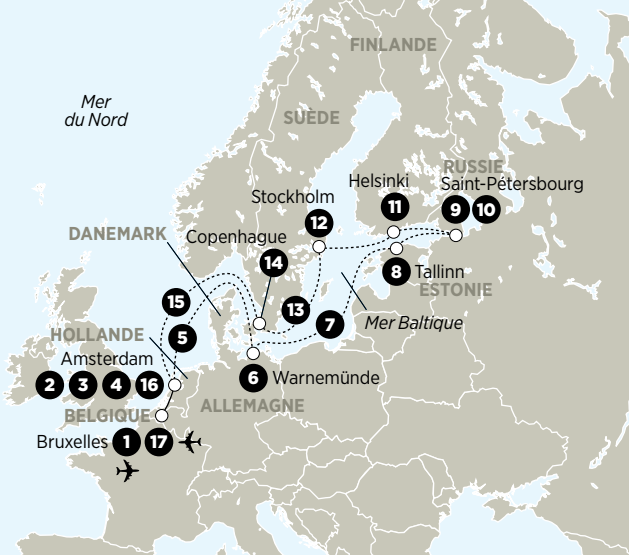 FINLANDE
Mer
du Nord
SUÈDE
RUSSIE
Helsinki
Saint-Pétersbourg
Stockholm
11
9
10
12
DANEMARK
Copenhague
14
8
Tallinn
ESTONIE
15
13
7
Mer Baltique
5
HOLLANDE
Amsterdam
2
3
4
16
6
Warnemünde
BELGIQUE
ALLEMAGNE
Bruxelles
1
17